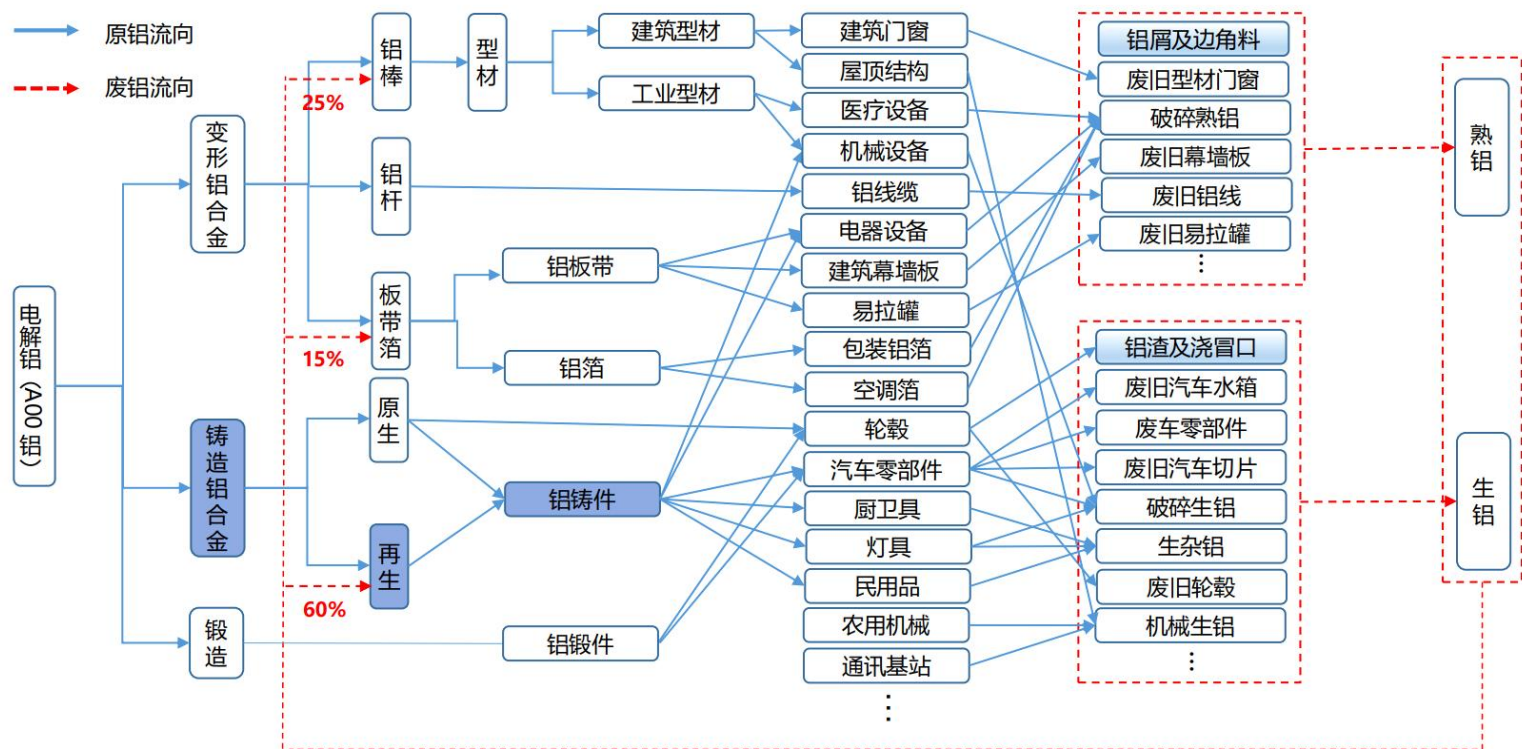 原铝流向
废铝流向
电解铝（A00铝）
变形铝合金
铸造铝合金
锻造
铝棒
25%
铝杆
板带箔
15%
原生
再生
60%
型材
建筑型材
工业型材
铝板带
铝箔
铝铸件
铝锻件
建筑门窗
屋顶结构
医疗设备
机械设备
铝线缆
电器设备
建筑幕墙板
易拉罐
包装铝箔
空调箔
轮毂
汽车零部件
厨卫具
灯具
民用品
农用机械
通讯基站
⋮
铝屑及边角料
废旧型材门窗
破碎熟铝
废旧幕墙板
废旧铝线
废旧易拉罐
⋮
铝渣及浇冒口
废旧汽车水箱
废车零部件
废旧汽车切片
破碎生铝
生杂铝
废旧轮毂
机械生铝
⋮
熟铝
生铝